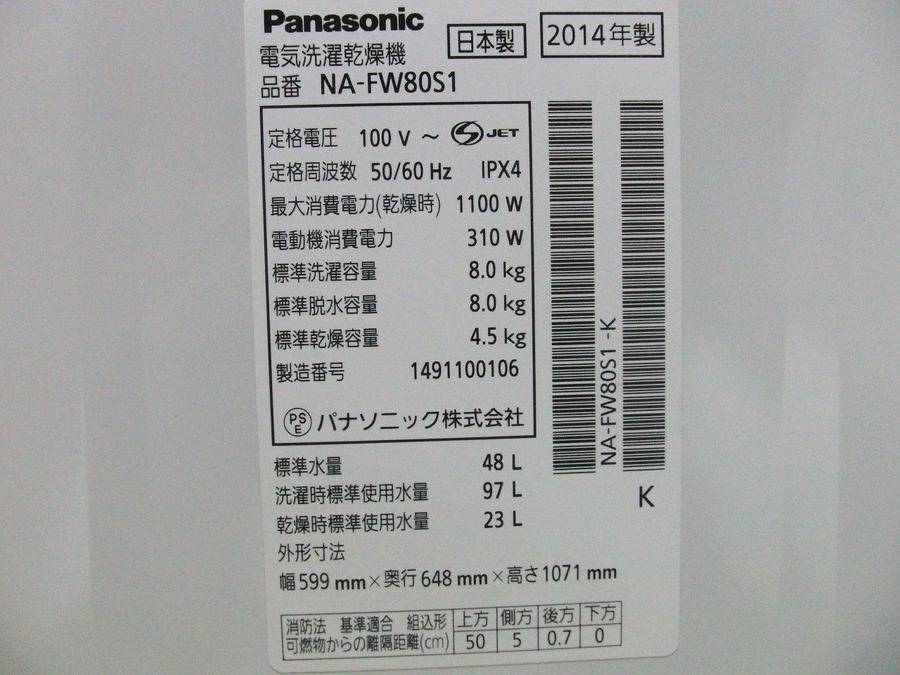 Panasonic
電気洗濯乾燥機
日本製
2014年製
品番 NA-FW80S1
定格電圧 100 V ～ S JET
定格周波数 50/60 Hz IPX4
最大消費電力(乾燥時) 1100 W
電動機消費電力 310 W
標準洗濯容量 8.0 kg
標準脱水容量 8.0 kg
標準乾燥容量 4.5 kg
製造番号 1491100106
PS E パナソニック株式会社
NA-FW80S1 -K
K
標準水量 48 L
洗濯時標準使用水量 97 L
乾燥時標準使用水量 23 L
外形寸法
幅599 mm×奥行648 mm×高さ1071 mm
消防法 基準適合 組込形 上方 側方 後方 下方
可燃物からの離隔距離(cm) 50 5 0.7 0